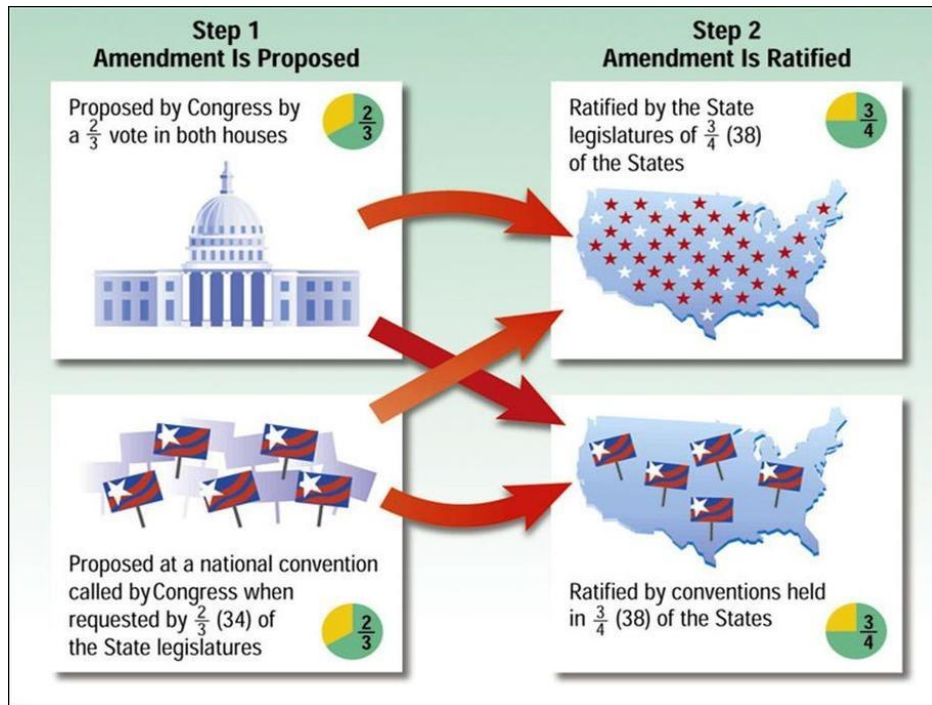 Step 1
Amendment Is Proposed
Proposed by Congress by
a 2/3 vote in both houses
2/3
Proposed at a national convention
called by Congress when
requested by 2/3 (34) of
the State legislatures
2/3
Step 2
Amendment Is Ratified
Ratified by the State
legislatures of 3/4 (38)
of the States
3/4
Ratified by conventions held
in 3/4 (38) of the States
3/4